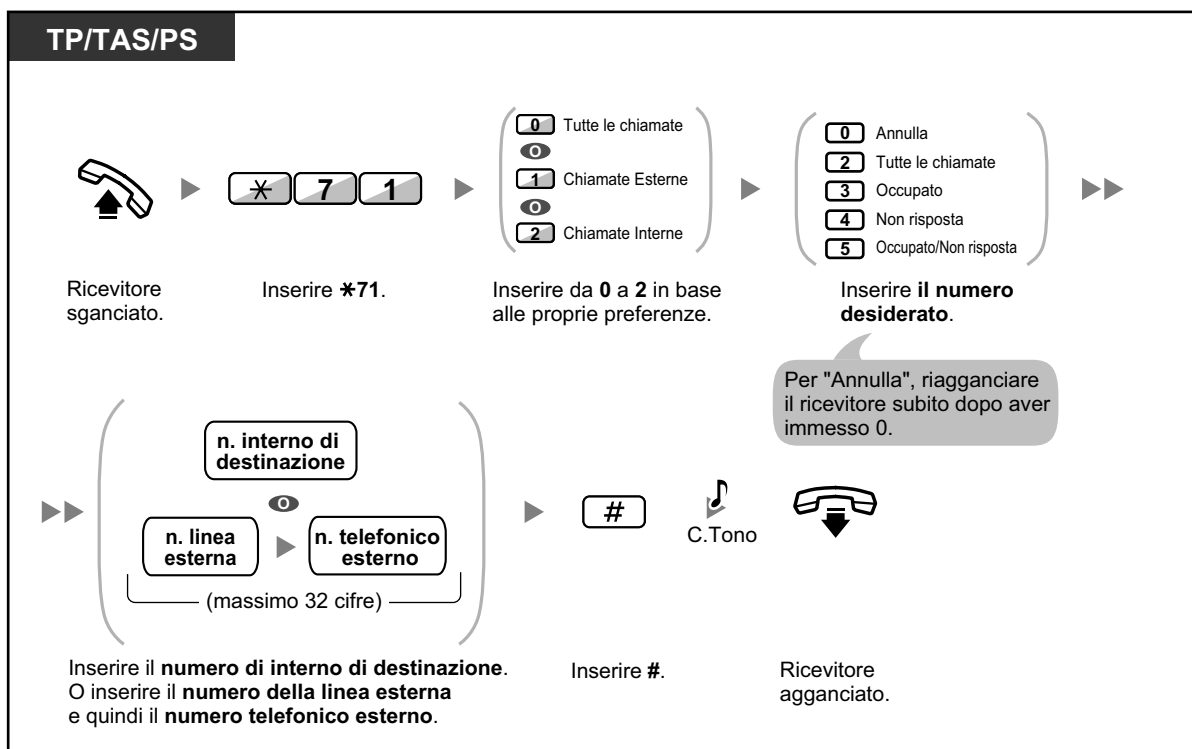 TP/TAS/PS
0 Tutte le chiamate
O
1 Chiamate Esterne
O
2 Chiamate Interne
0 Annulla
2 Tutte le chiamate
3 Occupato
4 Non risposta
5 Occupato/Non risposta
* 7 1
Ricevitore
sganciato.
Inserire *71.
Inserire da 0 a 2 in base
alle proprie preferenze.
Inserire il numero
desiderato.
Per "Annulla", riagganciare
il ricevitore subito dopo aver
immesso 0.
n. interno di
destinazione
O
n. linea
esterna
n. telefonico
esterno
(massimo 32 cifre)
#
C.Tono
Inserire il numero di interno di destinazione.
O inserire il numero della linea esterna
e quindi il numero telefonico esterno.
Inserire #.
Ricevitore
agganciato.